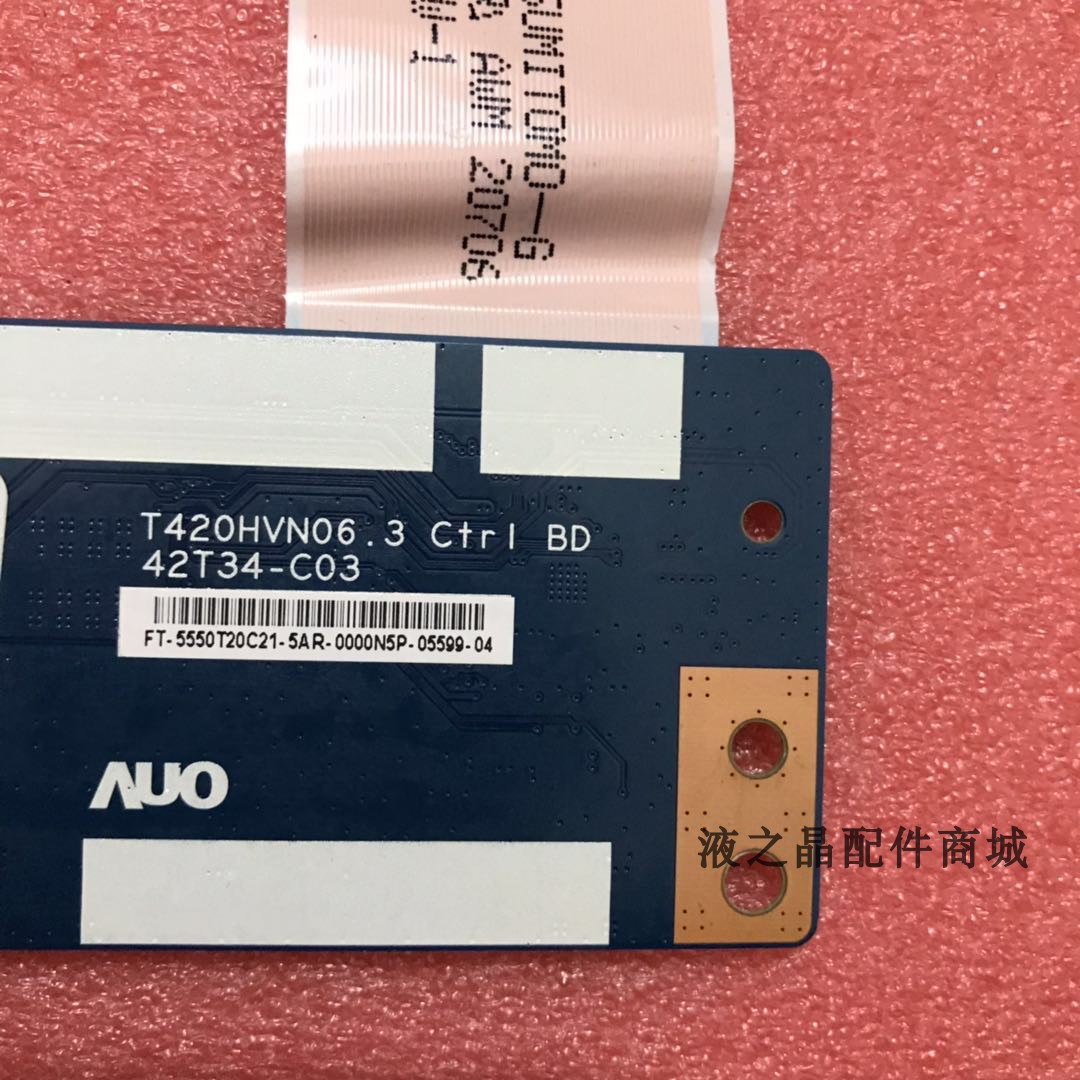 SUMITOMO-G
AWM 20706
-1
T420HVN06.3 Ctrl BD
42T34-C03
FT-5550T20C21-5AR-0000N5P-05599-04
AUO
液之晶配件商城